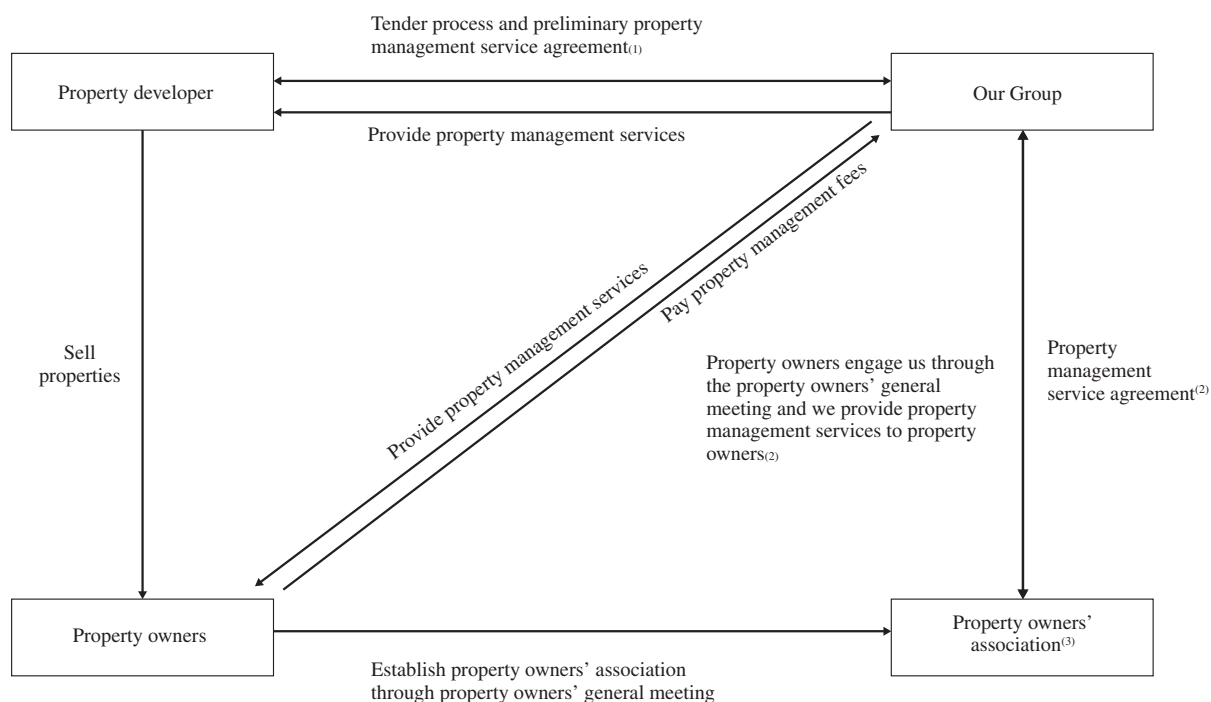 Tender process and preliminary property
management service agreement(1)
Property developer
Our Group
Provide property management services
Provide property management services
Pay property management fees
Sell
properties
Property owners engage us through
the property owners’ general
meeting and we provide property
management services to property
owners(2)
Property
management
service agreement(2)
Property owners
Property owners’
association(3)
Establish property owners’ association
through property owners’ general meeting